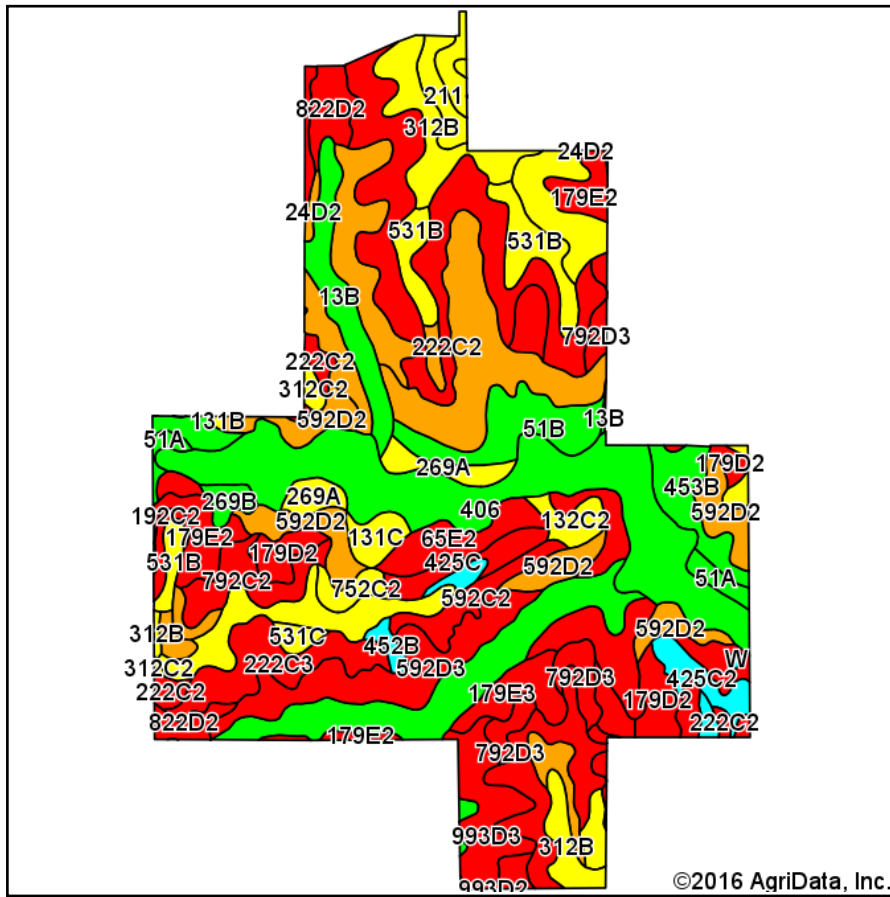 211
822D2
312B
24D2
179E2
24D2
531B
531B
13B
792D3
222C2
222C2
312C2
131B
592D2
13B
51B
51A
269A
179D2
453B
269A
269B
406
592D2
192C2
592D2
132C2
179E2
65E2
179D2
425C
531B
592D2
792C2
51A
752C2
592C2
312B
592D2
531C
452B
W
312C2
222C3
592D3
425C2
222C2
179E3
792D3
179D2
822D2
222C2
179E2
792D3
993D3
312B
993D2
©2016 AgriData, Inc.